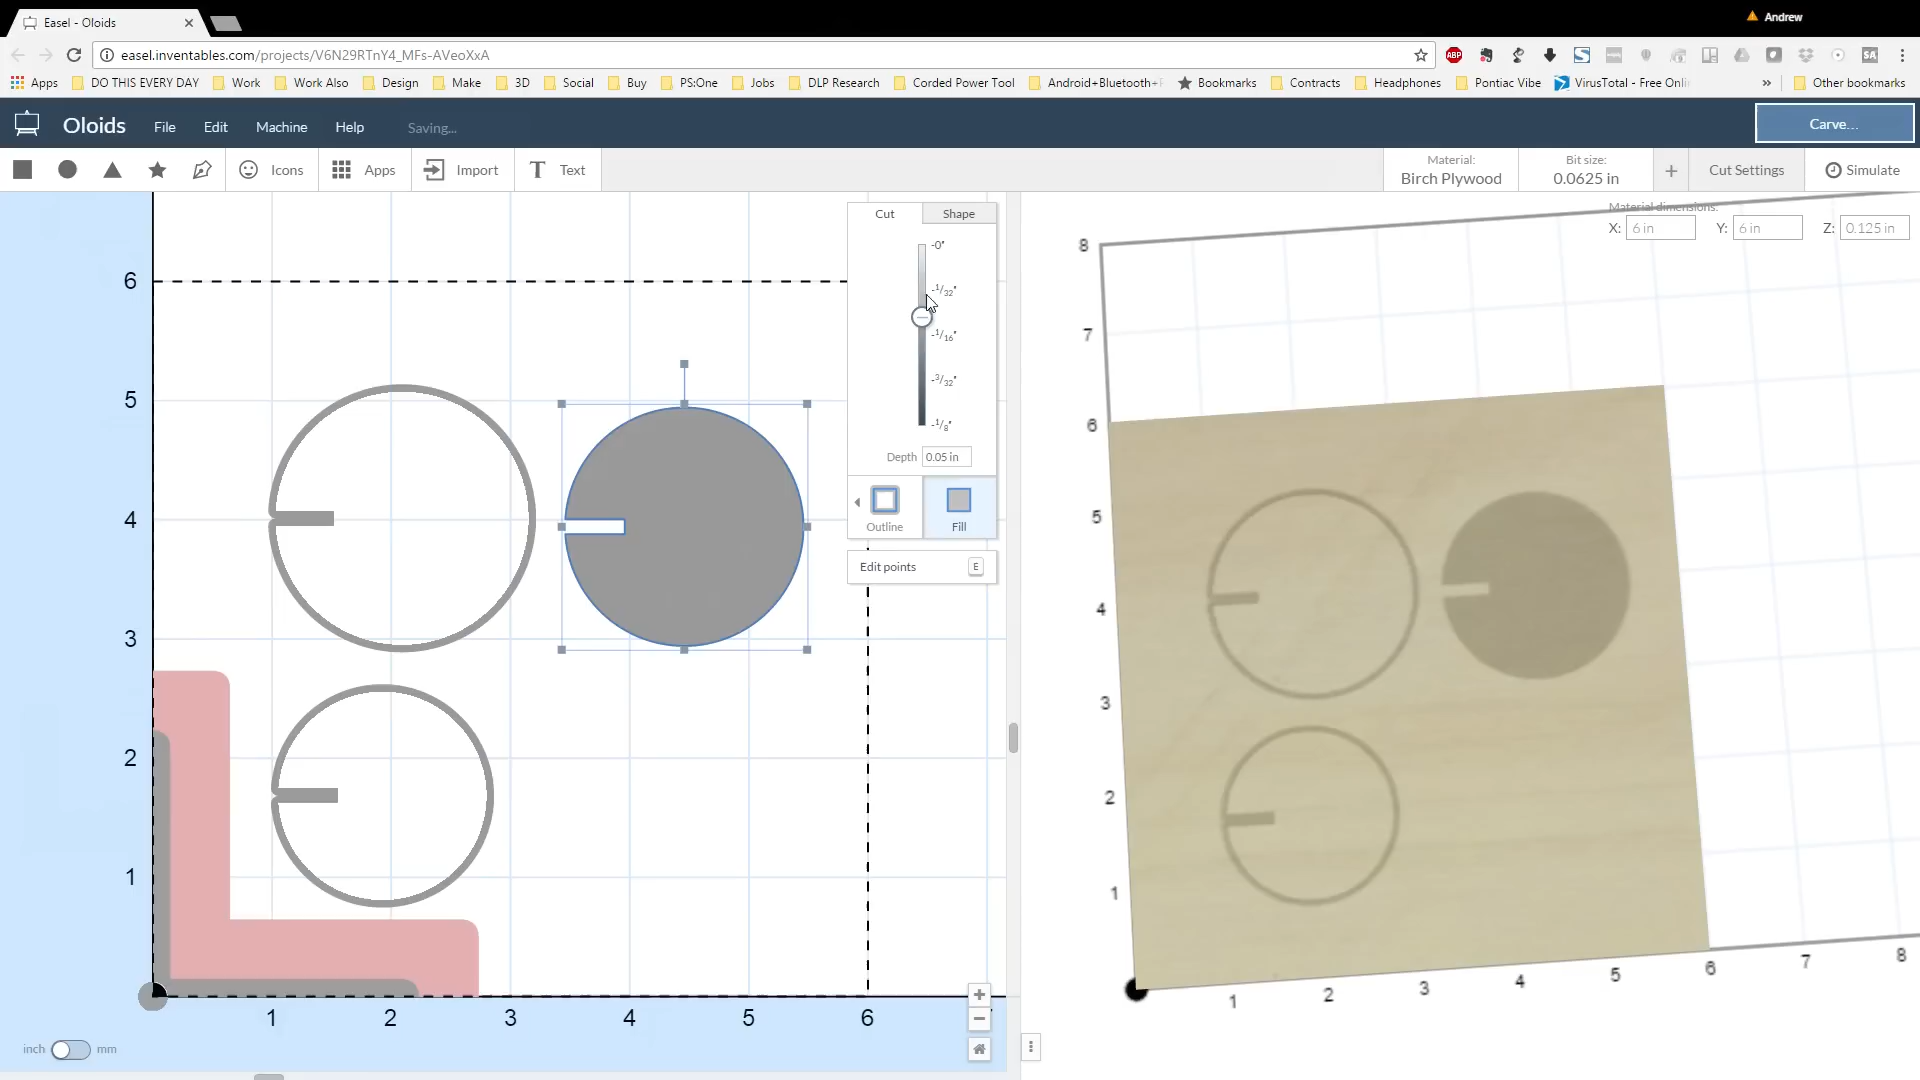 Easel - Oloids
Andrew
easel.inventables.com/projects/V6N29RTnY4_MFs-AVeoXxA
ABP
SA
Apps DO THIS EVERY DAY Work Work Also Design Make 3D Social Buy PS:One Jobs DLP Research Corded Power Tool Android+Bluetooth+ Bookmarks Contracts Headphones Pontiac Vibe VirusTotal - Free Onli » Other bookmarks
Oloids File Edit Machine Help Saving... Carve...
Icons Apps Import T Text
Material:
Birch Plywood
Bit size:
0.0625 in
+ Cut Settings Simulate
Material dimensions:
X: 6 in Y: 6 in Z: 0.125 in
Cut Shape
-0"
-1/32"
-1/16"
-3/32"
-1/8"
Depth 0.05 in
Outline Fill
Edit points E
6
5
4
3
2
1
1 2 3 4 5 6
inch mm
8
7
6
5
4
3
2
1
1 2 3 4 5 6 7 8